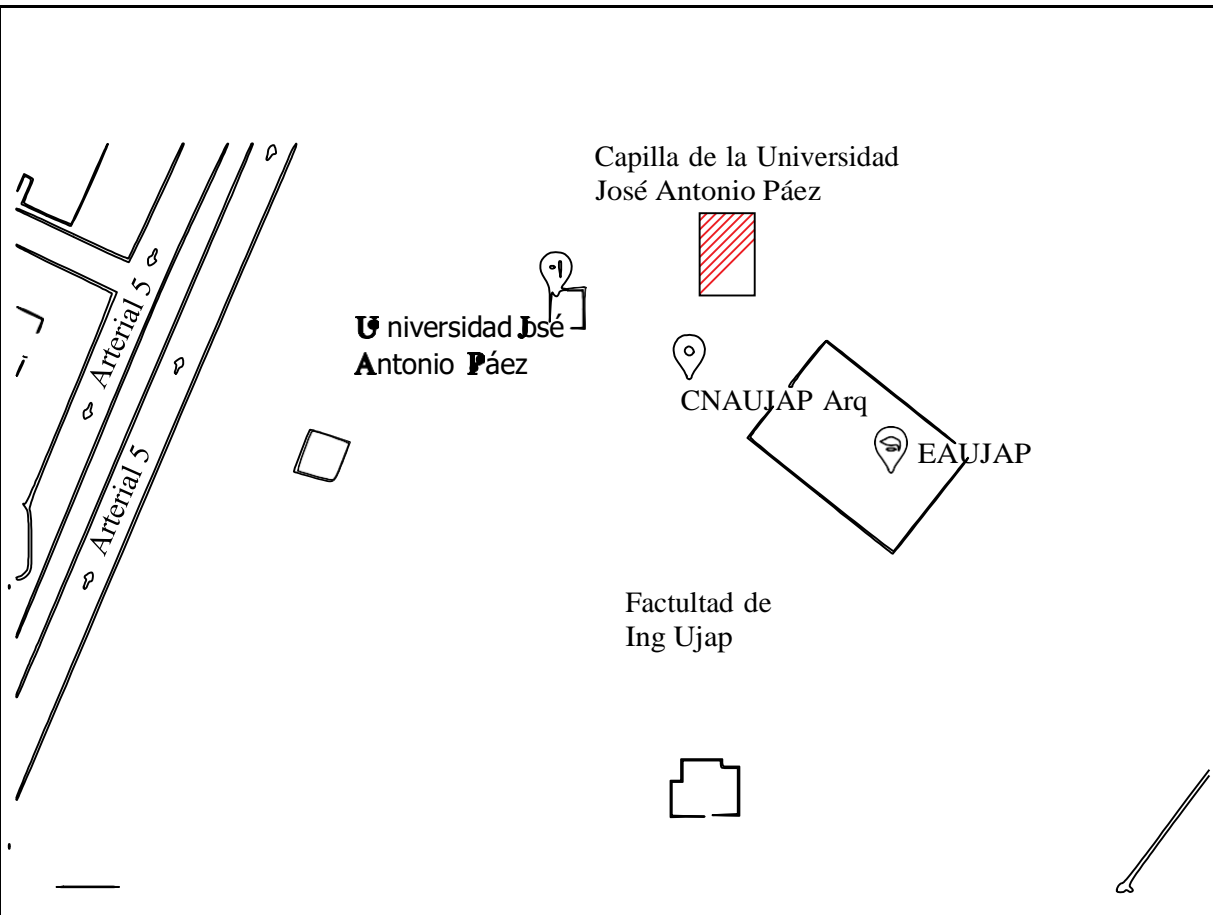 Capilla de la Universidad
José Antonio Páez
Universidad José
Antonio Páez
Arterial 5
Arterial 5
CNAUJAP Arq
EAUJAP
Factultad de
Ing Ujap